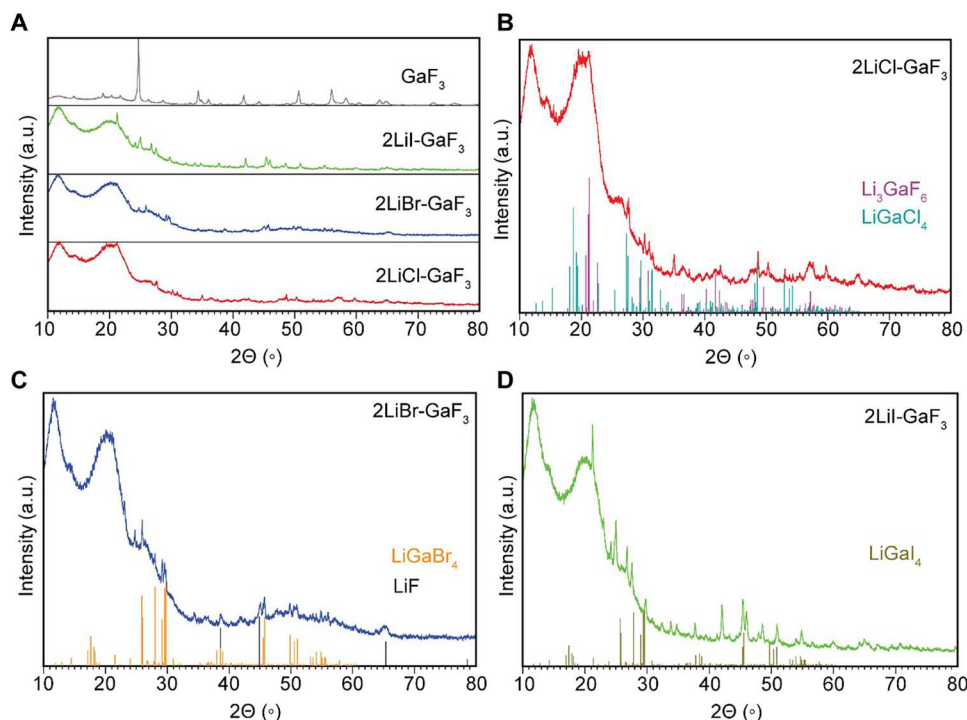 A
GaF3
2LiI-GaF3
2LiBr-GaF3
2LiCl-GaF3
Intensity (a.u.)
10 20 30 40 50 60 70 80
2Θ (°)
B
2LiCl-GaF3
Li3GaF6
LiGaCl4
Intensity (a.u.)
10 20 30 40 50 60 70 80
2Θ (°)
C
2LiBr-GaF3
LiGaBr4
LiF
Intensity (a.u.)
10 20 30 40 50 60 70 80
2Θ (°)
D
2LiI-GaF3
LiGaI4
Intensity (a.u.)
10 20 30 40 50 60 70 80
2Θ (°)